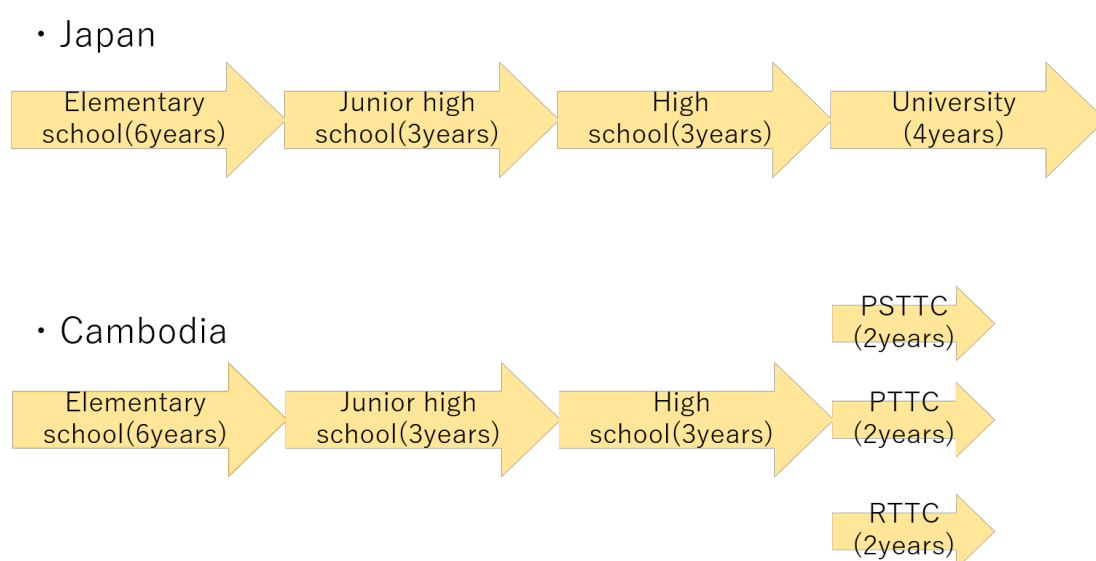 ・Japan
Elementary
school(6years)
Junior high
school(3years)
High
school(3years)
University
(4years)
・Cambodia
Elementary
school(6years)
Junior high
school(3years)
High
school(3years)
PSTTC
(2years)
PTTC
(2years)
RTTC
(2years)